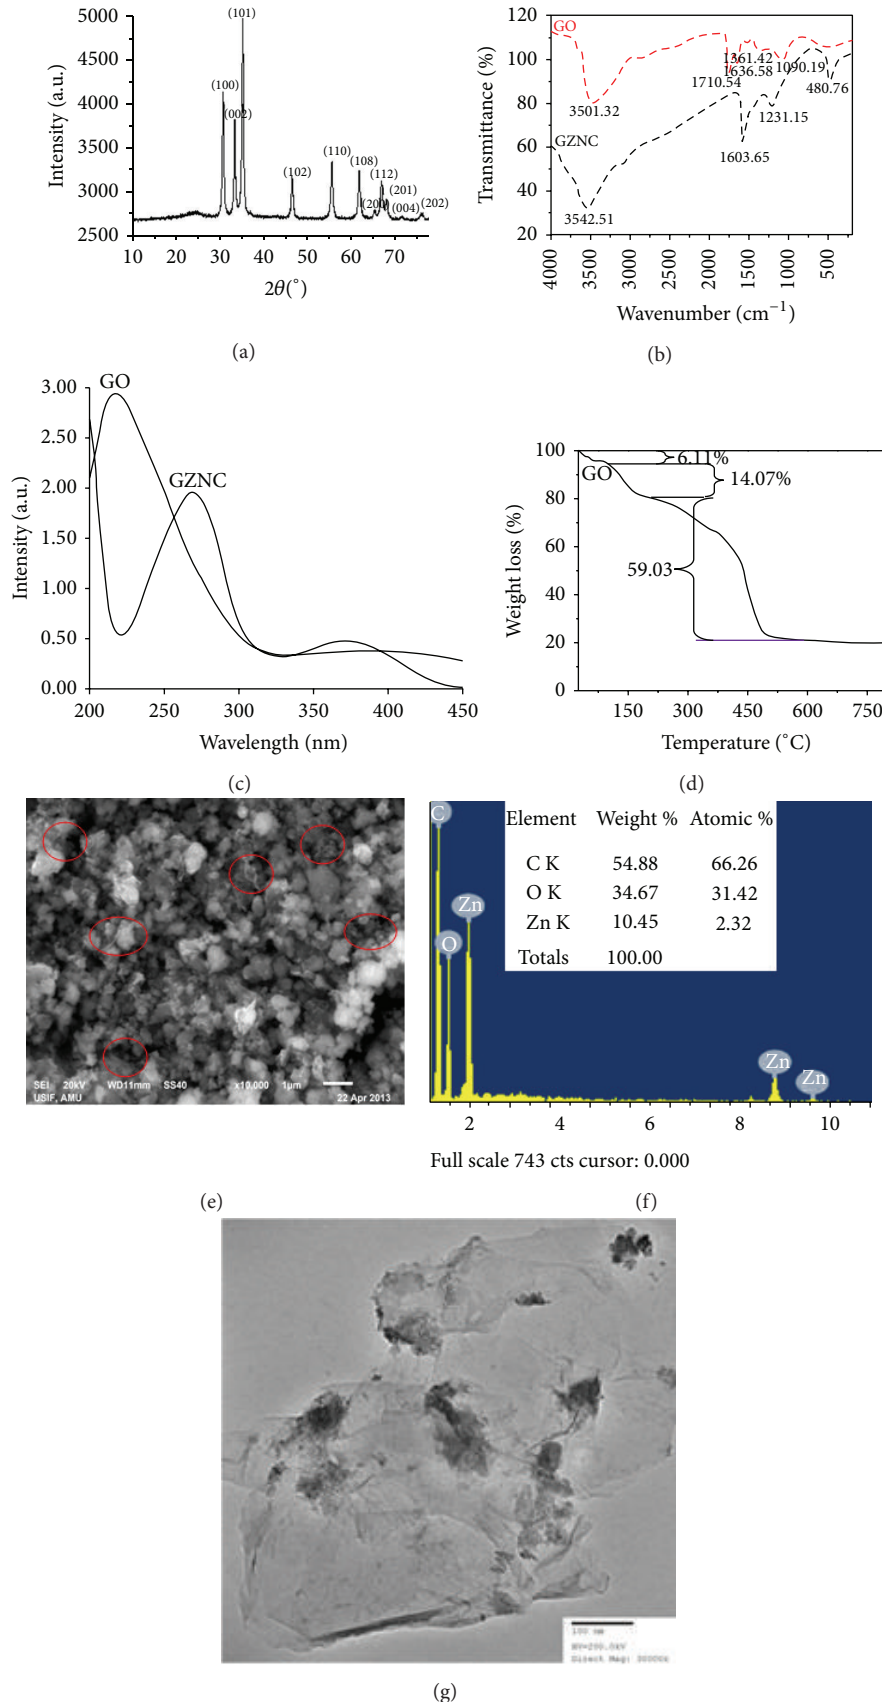 5000
4500
4000
3500
3000
2500
Intensity (a.u.)
(101)
(100)
(002)
(102)
(110)
(108)
(112)
(201)
(004)
(202)
10 20 30 40 50 60 70
2θ(°)
(a)
120
100
80
60
40
20
Transmittance (%)
GO
GZNC
3501.32
1710.54
1636.58
1361.42
1090.19
480.76
1231.15
1603.65
3542.51
4000 3500 3000 2500 2000 1500 1000 500
Wavenumber (cm⁻¹)
(b)
3.00
2.50
2.00
1.50
1.00
0.50
0.00
Intensity (a.u.)
GO
GZNC
200 250 300 350 400 450
Wavelength (nm)
(c)
100
80
60
40
20
0
Weight loss (%)
GO
6.11%
14.07%
59.03
150 300 450 600 750
Temperature (°C)
(d)
SEI 20kV WD11mm SS40 x10,000 1μm
USIF, AMU 22 Apr 2013
(e)
C
O
Zn
Zn
Zn
Element Weight % Atomic %
C K 54.88 66.26
O K 34.67 31.42
Zn K 10.45 2.32
Totals 100.00
2 4 6 8 10
Full scale 743 cts cursor: 0.000
(f)
100 nm
HV=200.0kV
Direct Mag: 30000x
(g)